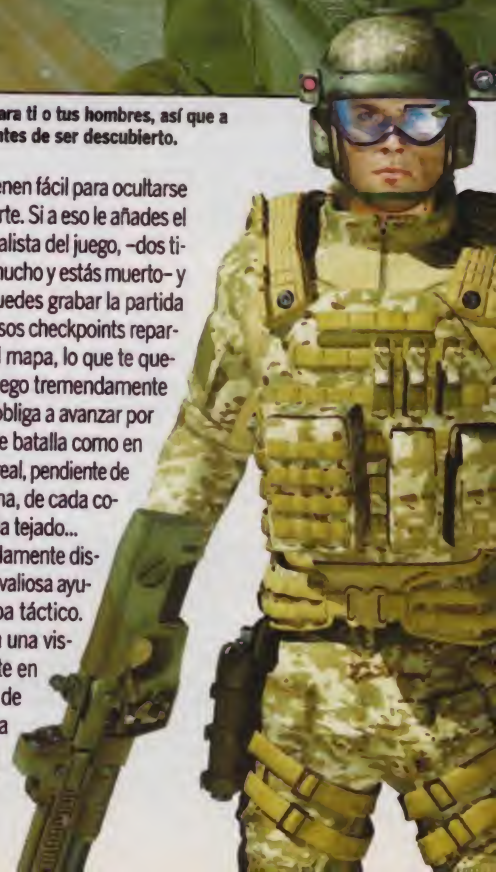 ara ti o tus hombres, así que a
ntes de ser descubierto.
enen fácil para ocultarse
rte. Si a eso le añades el
alista del juego, –dos ti-
nucho y estás muerto– y
uedes grabar la partida
sos checkpoints repar-
l mapa, lo que te que-
ego tremendamente
obliga a avanzar por
e batalla como en
real, pendiente de
na, de cada co-
a tejado...
damente dis-
valiosa ayu-
pa táctico.
a una vis-
te en
de
a